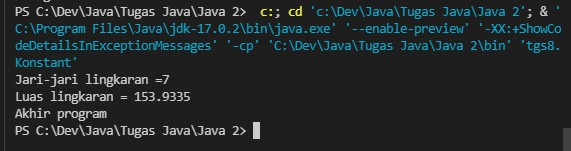 PS C:\Dev\Java\Tugas Java\Java 2>  c:; cd 'c:\Dev\Java\Tugas Java\Java 2'; & '
C:\Program Files\Java\jdk-17.0.2\bin\java.exe' '--enable-preview' '-XX:+ShowCo
deDetailsInExceptionMessages' '-cp' 'C:\Dev\Java\Tugas Java\Java 2\bin' 'tgs8.
Konstant'
Jari-jari lingkaran =7
Luas lingkaran = 153.9335
Akhir program
PS C:\Dev\Java\Tugas Java\Java 2>